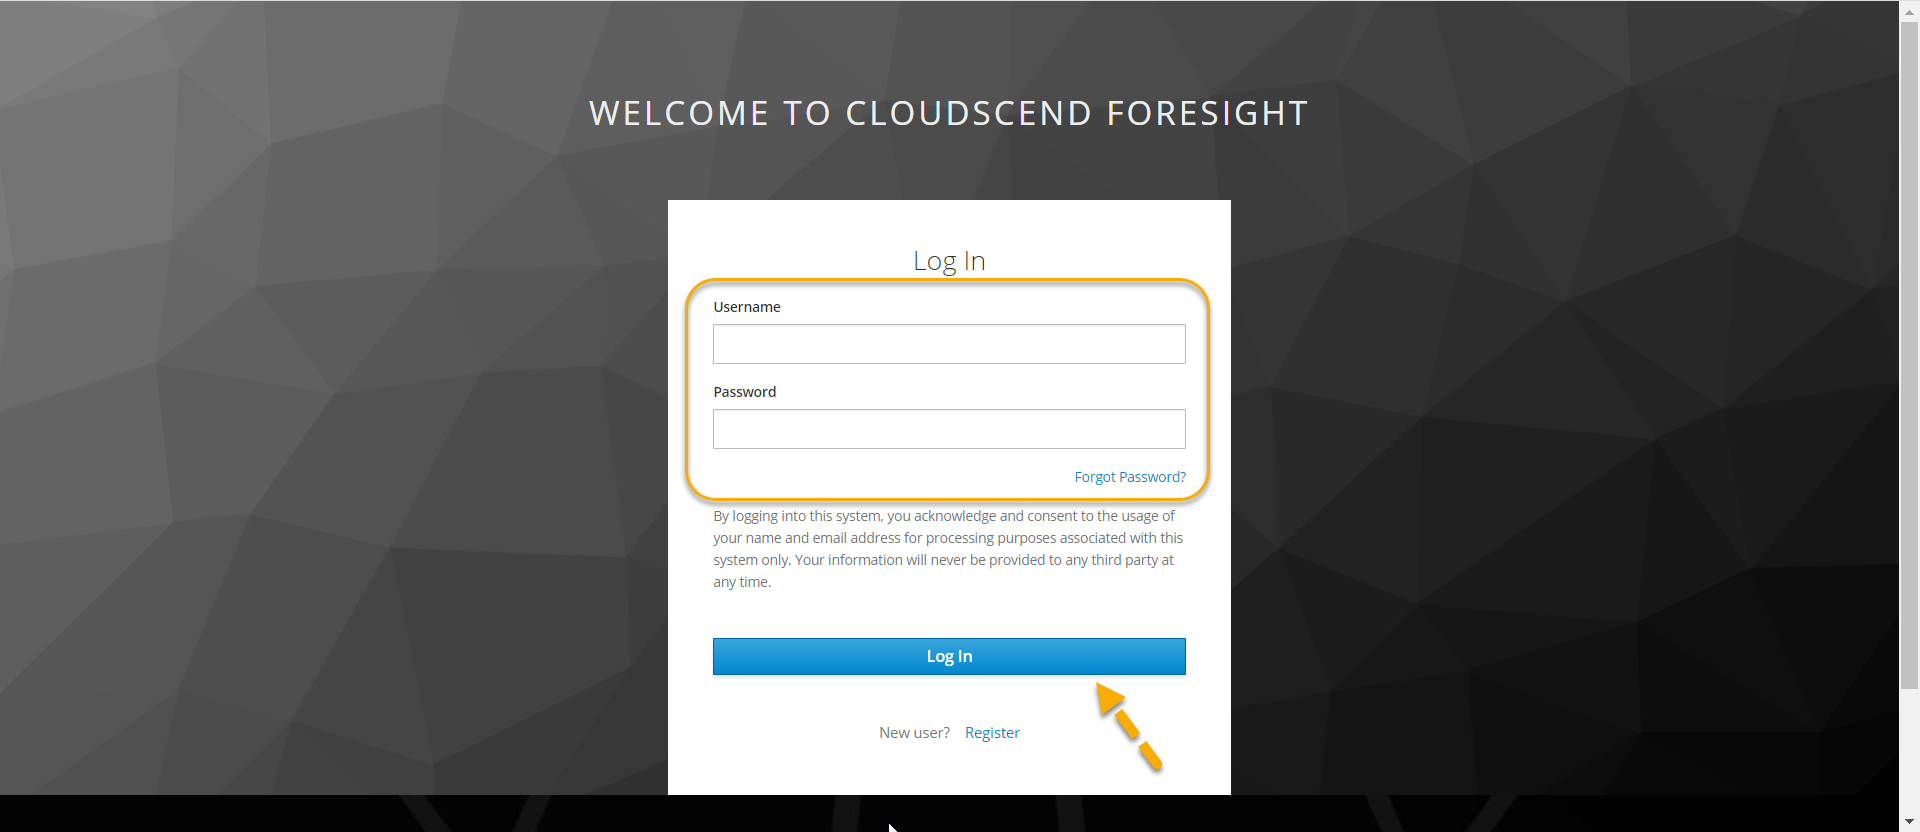 WELCOME TO CLOUDSCEND FORESIGHT
Log In
Username
Password
Forgot Password?
By logging into this system, you acknowledge and consent to the usage of
your name and email address for processing purposes associated with this
system only. Your information will never be provided to any third party at
any time.
Log In
New user? Register